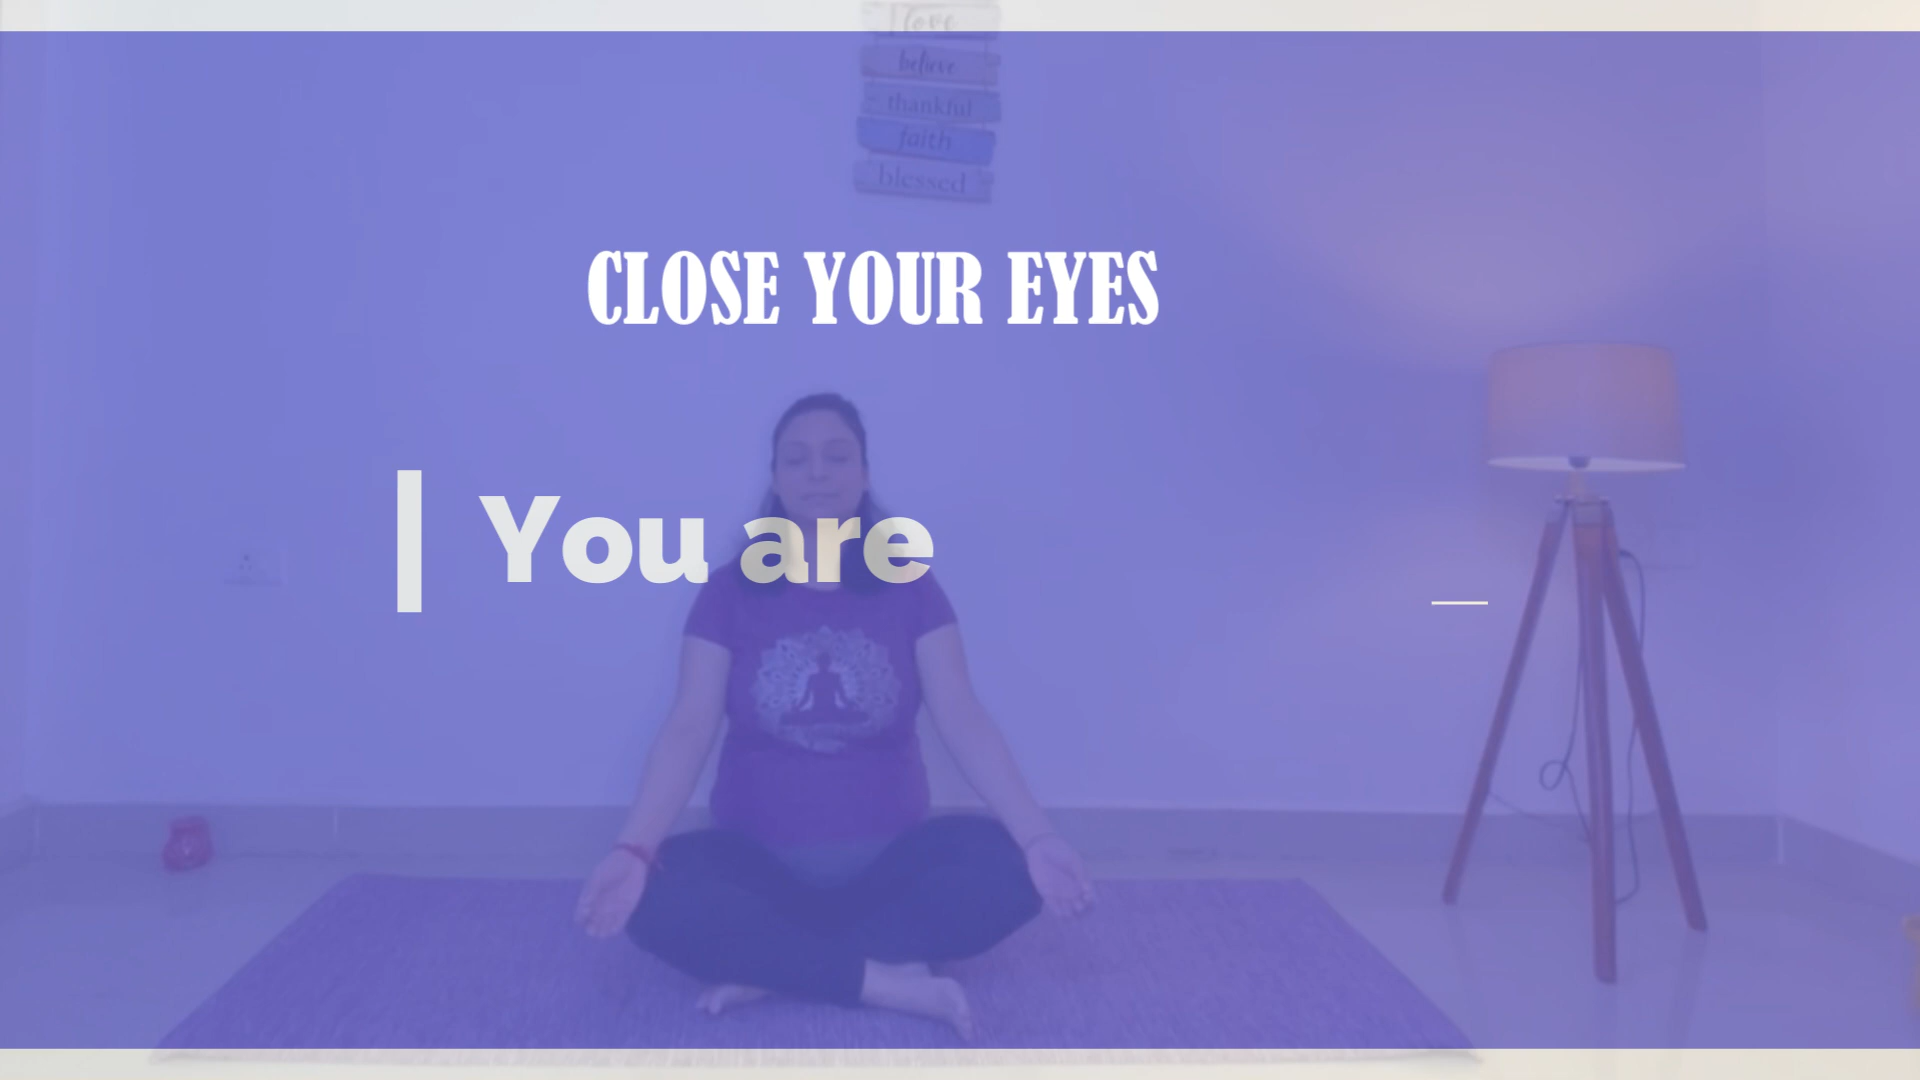 love
believe
thankful
faith
blessed
CLOSE YOUR EYES
You are